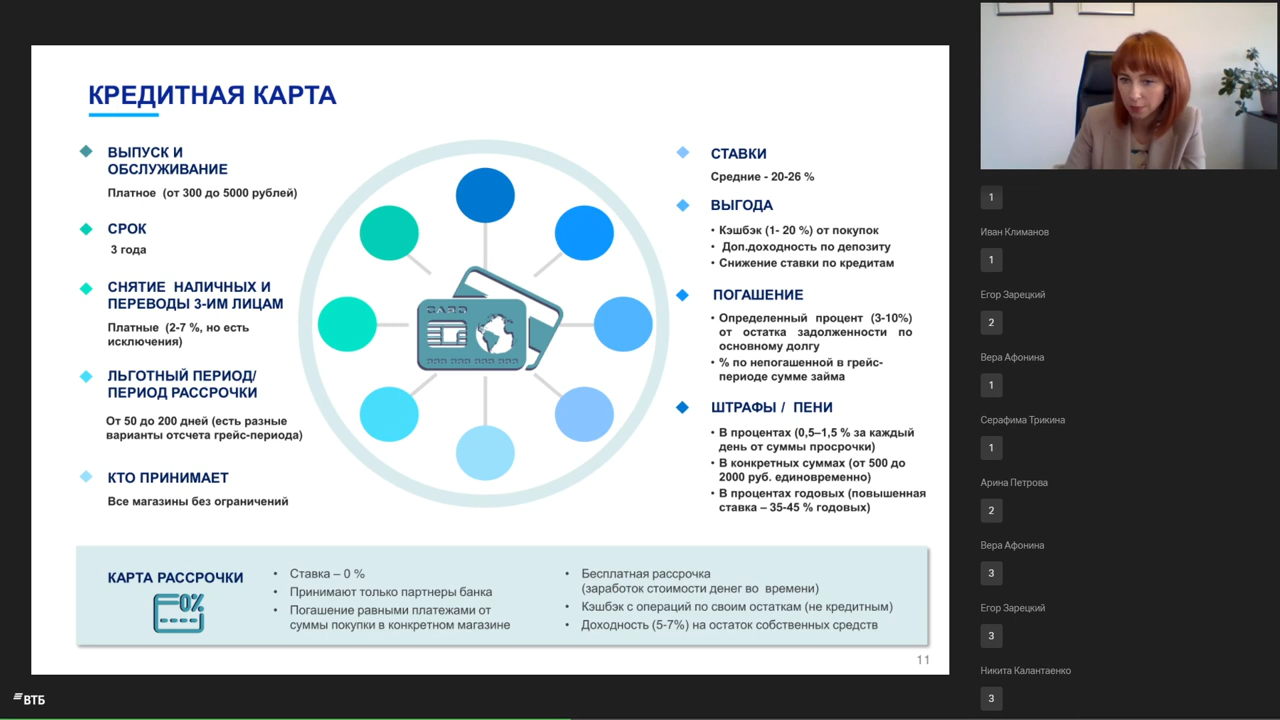 КРЕДИТНАЯ КАРТА
ВЫПУСК И
ОБСЛУЖИВАНИЕ
Платное (от 300 до 5000 рублей)
СРОК
3 года
СНЯТИЕ НАЛИЧНЫХ И
ПЕРЕВОДЫ 3-ИМ ЛИЦАМ
Платные (2-7 %, но есть
исключения)
ЛЬГОТНЫЙ ПЕРИОД/
ПЕРИОД РАССРОЧКИ
От 50 до 200 дней (есть разные
варианты отсчета грейс-периода)
КТО ПРИНИМАЕТ
Все магазины без ограничений
CARD
СТАВКИ
Средние - 20-26 %
ВЫГОДА
• Кэшбэк (1- 20 %) от покупок
• Доп.доходность по депозиту
• Снижение ставки по кредитам
ПОГАШЕНИЕ
• Определенный процент (3-10%)
от остатка задолженности по
основному долгу
• % по непогашенной в грейс-
периоде сумме займа
ШТРАФЫ / ПЕНИ
• В процентах (0,5–1,5 % за каждый
день от суммы просрочки)
• В конкретных суммах (от 500 до
2000 руб. единовременно)
• В процентах годовых (повышенная
ставка – 35-45 % годовых)
КАРТА РАССРОЧКИ
0%
• Ставка – 0 %
• Принимают только партнеры банка
• Погашение равными платежами от
суммы покупки в конкретном магазине
• Бесплатная рассрочка
(заработок стоимости денег во времени)
• Кэшбэк с операций по своим остаткам (не кредитным)
• Доходность (5-7%) на остаток собственных средств
11
ВТБ
1
Иван Климанов
1
Егор Зарецкий
2
Вера Афонина
1
Серафима Трикина
1
Арина Петрова
2
Вера Афонина
3
Егор Зарецкий
3
Никита Калантаенко
3